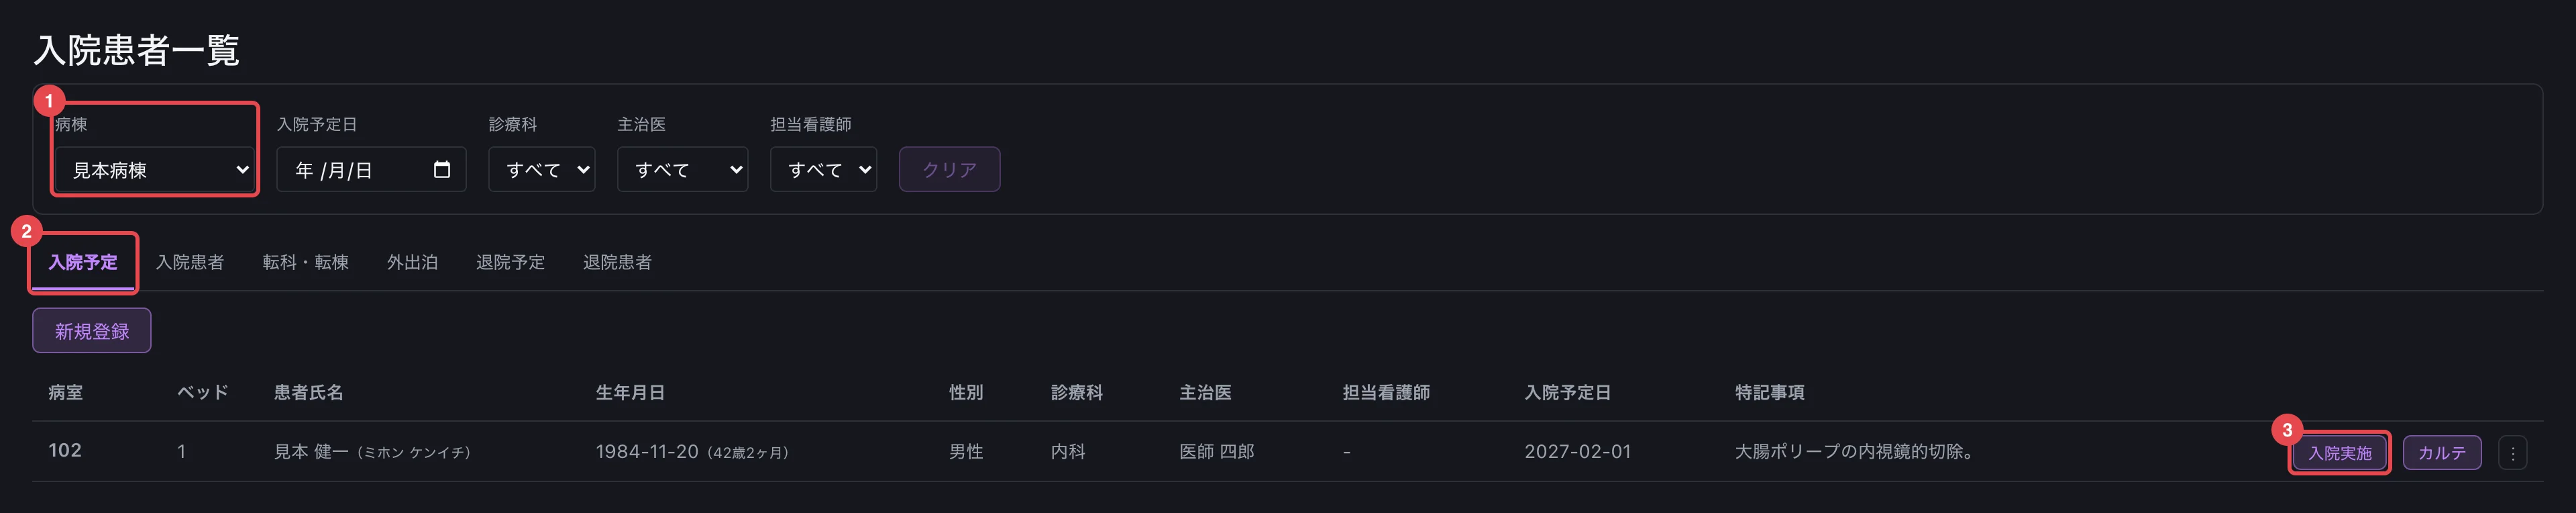 入院患者一覧
1
病棟 入院予定日 診療科 主治医 担当看護師
見本病棟 年 /月/日 すべて すべて すべて クリア
2
入院予定 入院患者 転科・転棟 外出泊 退院予定 退院患者
新規登録
病室 ベッド 患者氏名 生年月日 性別 診療科 主治医 担当看護師 入院予定日 特記事項
3
102 1 見本 健一（ミホン ケンイチ） 1984-11-20（42歳2ヶ月） 男性 内科 医師 四郎 - 2027-02-01 大腸ポリープの内視鏡的切除。 入院実施 カルテ ⋮